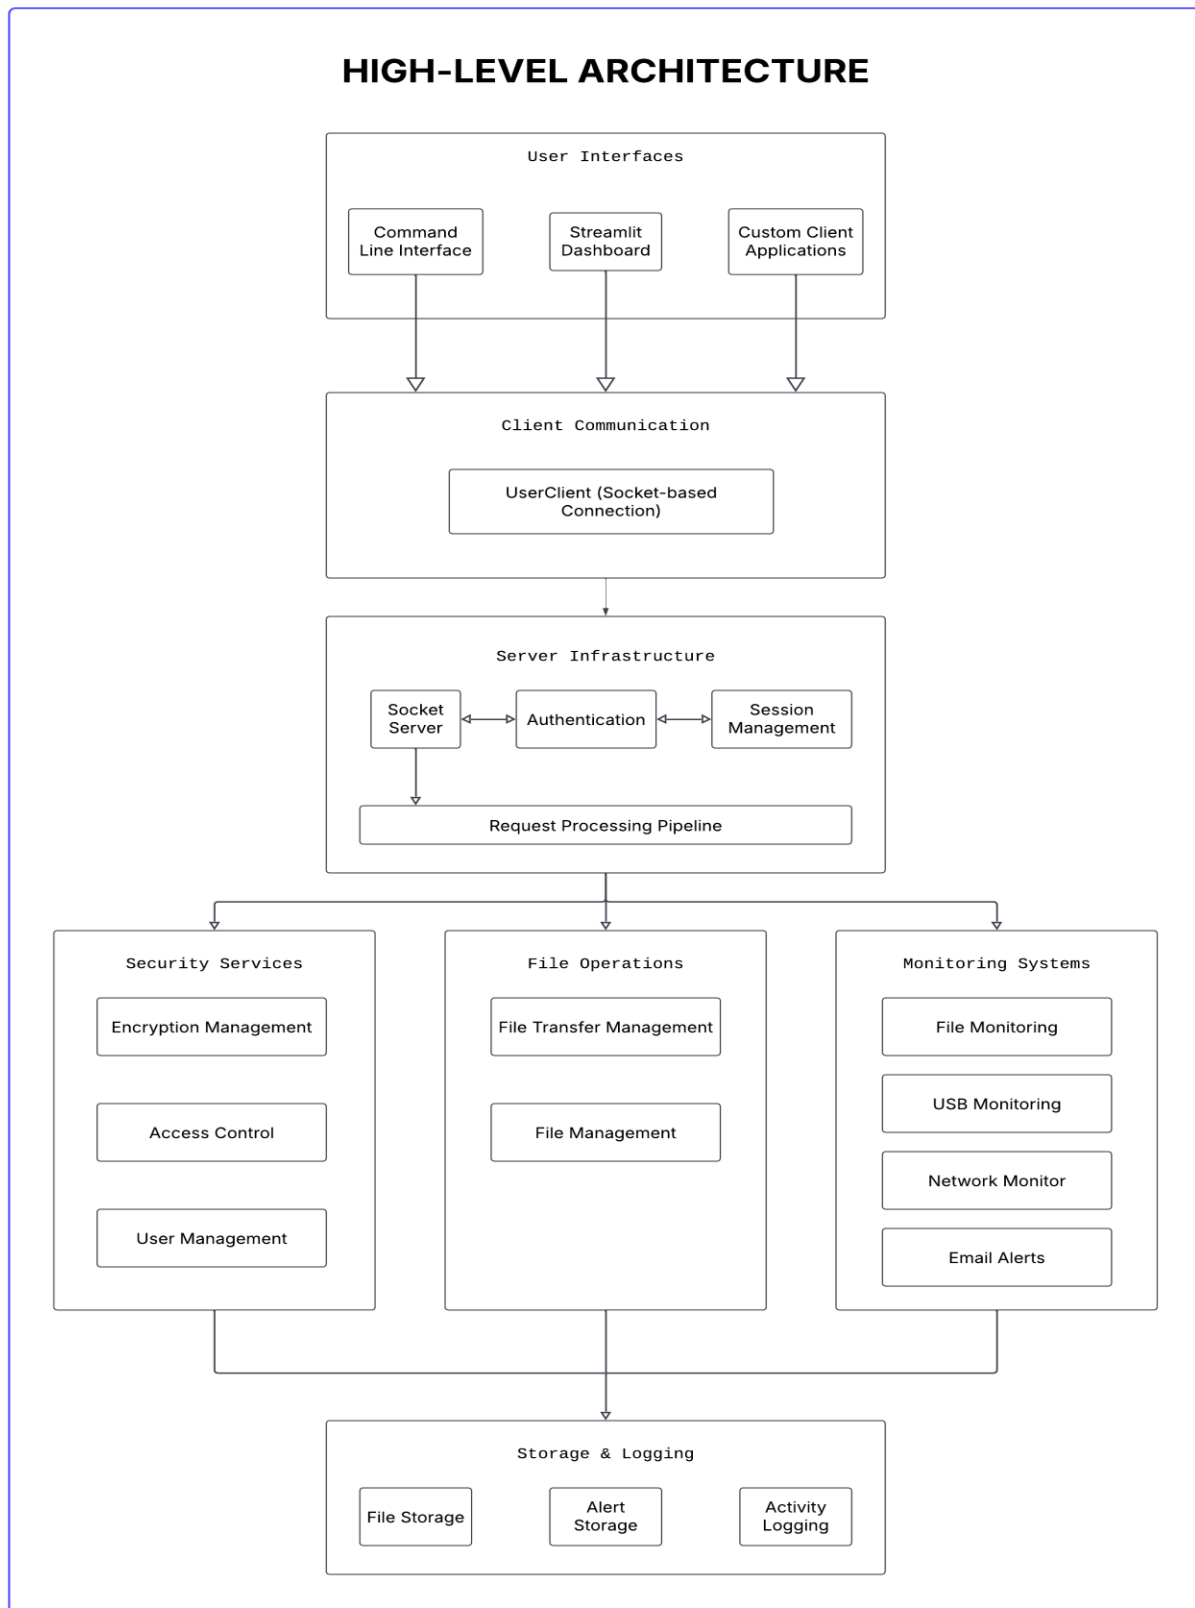 HIGH-LEVEL ARCHITECTURE
User Interfaces
Command
Line Interface
Streamlit
Dashboard
Custom Client
Applications
Client Communication
UserClient (Socket-based
Connection)
Server Infrastructure
Socket
Server
Authentication
Session
Management
Request Processing Pipeline
Security Services
Encryption Management
Access Control
User Management
File Operations
File Transfer Management
File Management
Monitoring Systems
File Monitoring
USB Monitoring
Network Monitor
Email Alerts
Storage & Logging
File Storage
Alert
Storage
Activity
Logging